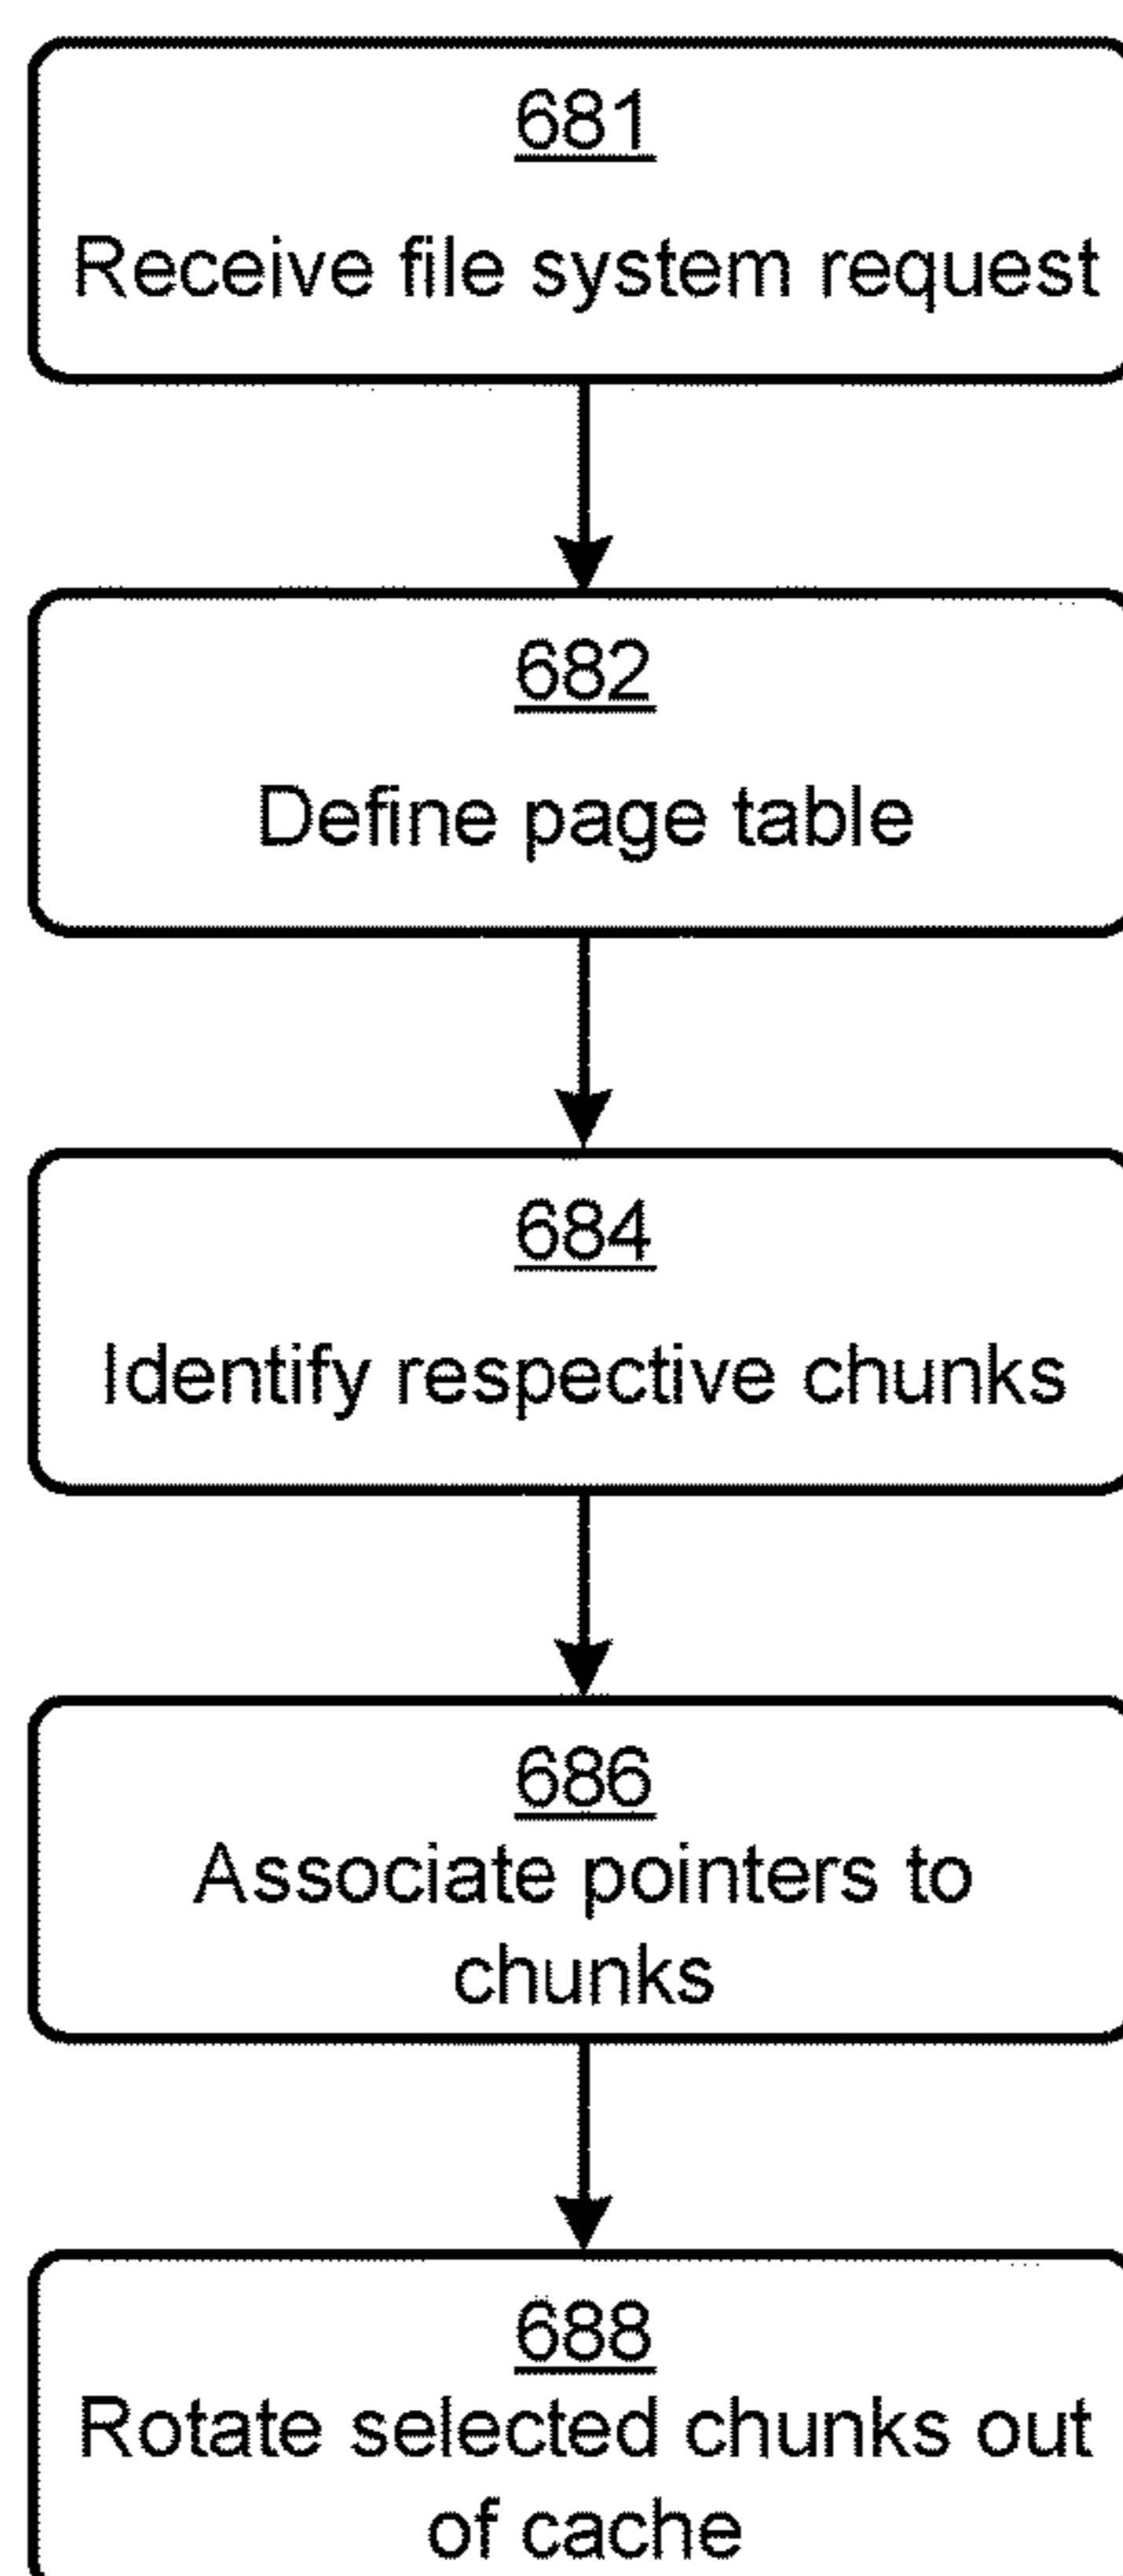 681
Receive file system request
682
Define page table
684
Identify respective chunks
686
Associate pointers to
chunks
688
Rotate selected chunks out
of cache